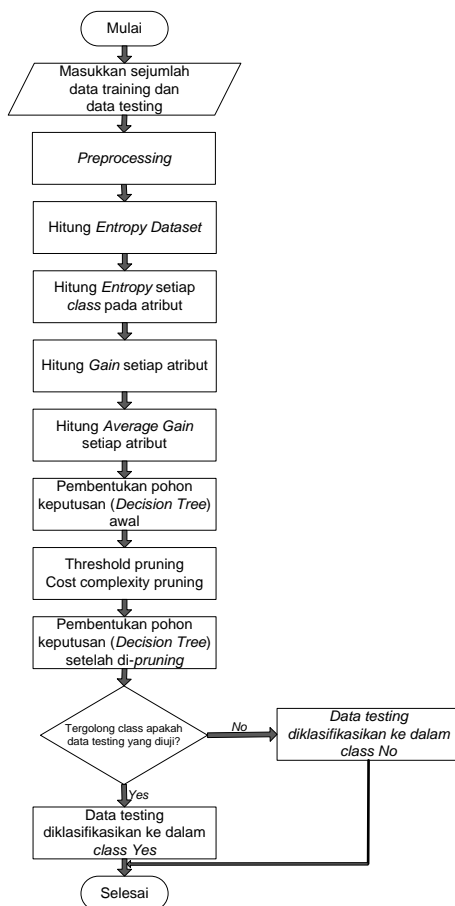 Mulai
Masukkan sejumlah
data training dan
data testing
Preprocessing
Hitung Entropy Dataset
Hitung Entropy setiap
class pada atribut
Hitung Gain setiap atribut
Hitung Average Gain
setiap atribut
Pembentukan pohon
keputusan (Decision Tree)
awal
Threshold pruning
Cost complexity pruning
Pembentukan pohon
keputusan (Decision Tree)
setelah di-pruning
Tergolong class apakah
data testing yang diuji?
No
Data testing
diklasifikasikan ke dalam
class No
Yes
Data testing
diklasifikasikan ke dalam
class Yes
Selesai